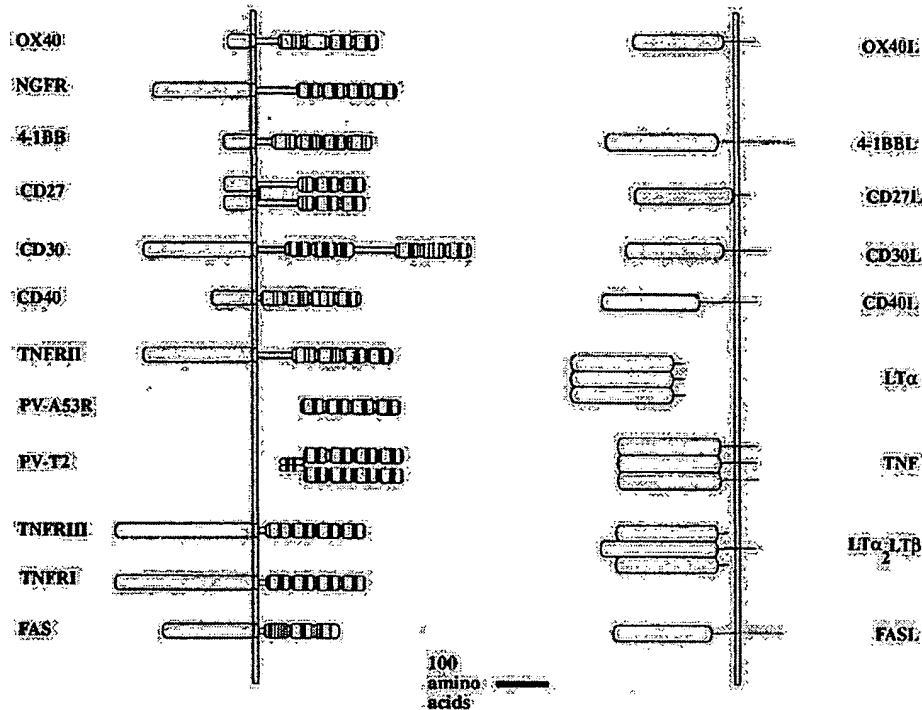 OX40
NGFR
4-1BB
CD27
CD30
CD40
TNFRII
PV-A53R
PV-T2
TNFRIII
TNFRI
FAS
OX40L
4-1BBL
CD27L
CD30L
CD40L
LTα
TNF
LTα2LTβ
FASL
100
amino
acids